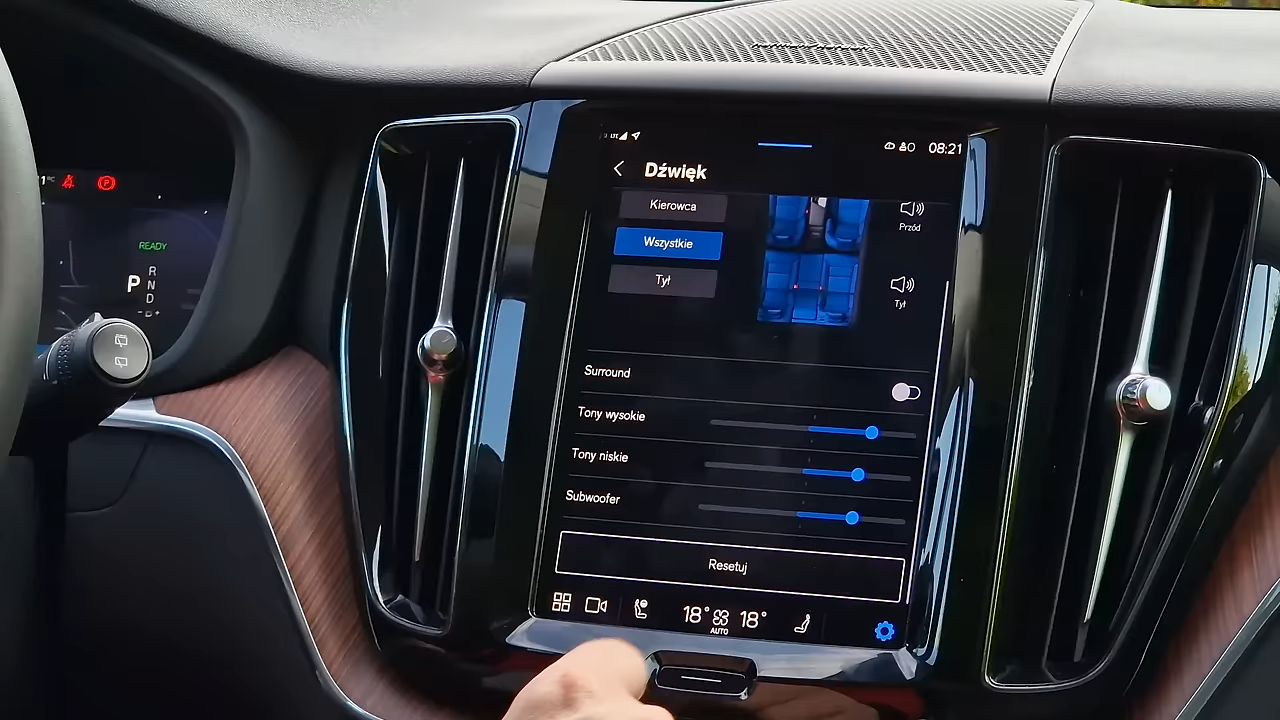 LTE
08:21
Dźwięk
Kierowca
Wszystkie
Tył
Przód
Tył
Surround
Tony wysokie
Tony niskie
Subwoofer
Resetuj
18° 18°
AUTO
P
READY
P
R
N
D